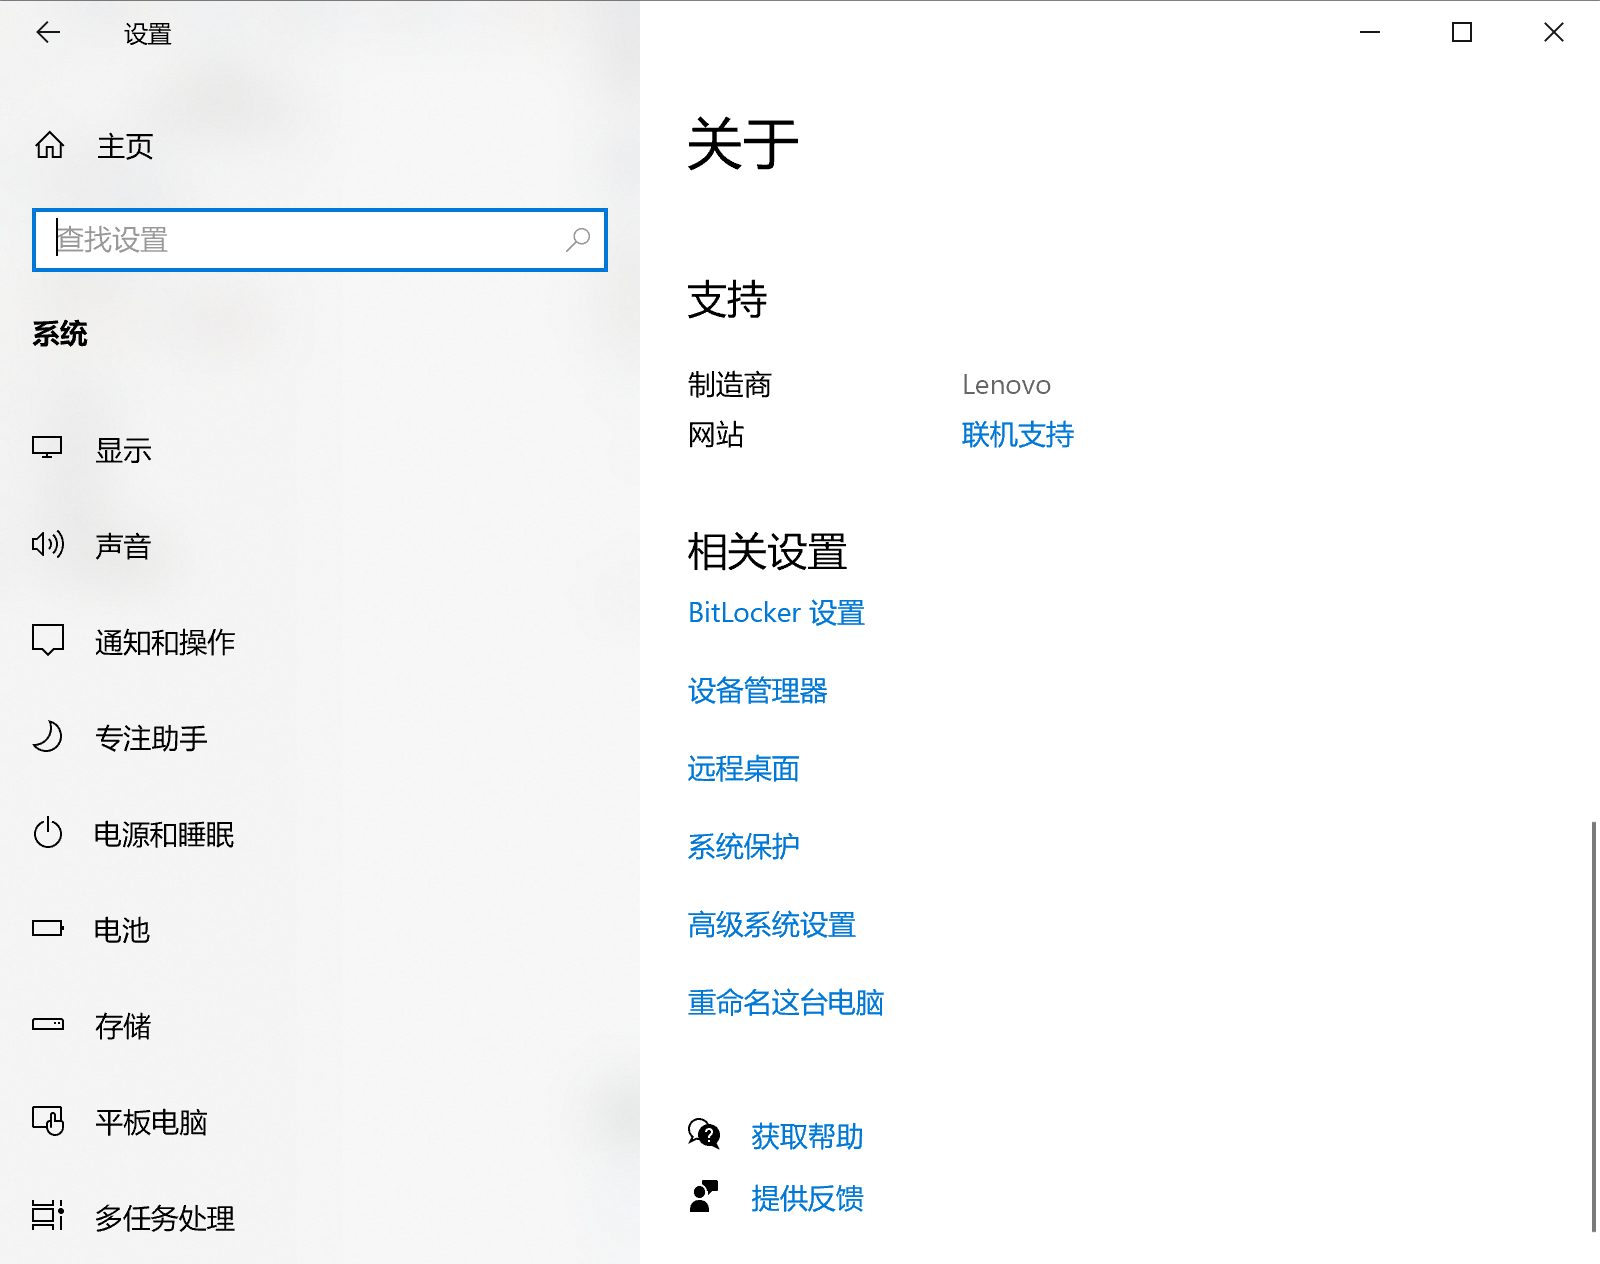 设置
主页
查找设置
系统
显示
声音
通知和操作
专注助手
电源和睡眠
电池
存储
平板电脑
多任务处理
关于
支持
制造商 Lenovo
网站 联机支持
相关设置
BitLocker 设置
设备管理器
远程桌面
系统保护
高级系统设置
重命名这台电脑
获取帮助
提供反馈